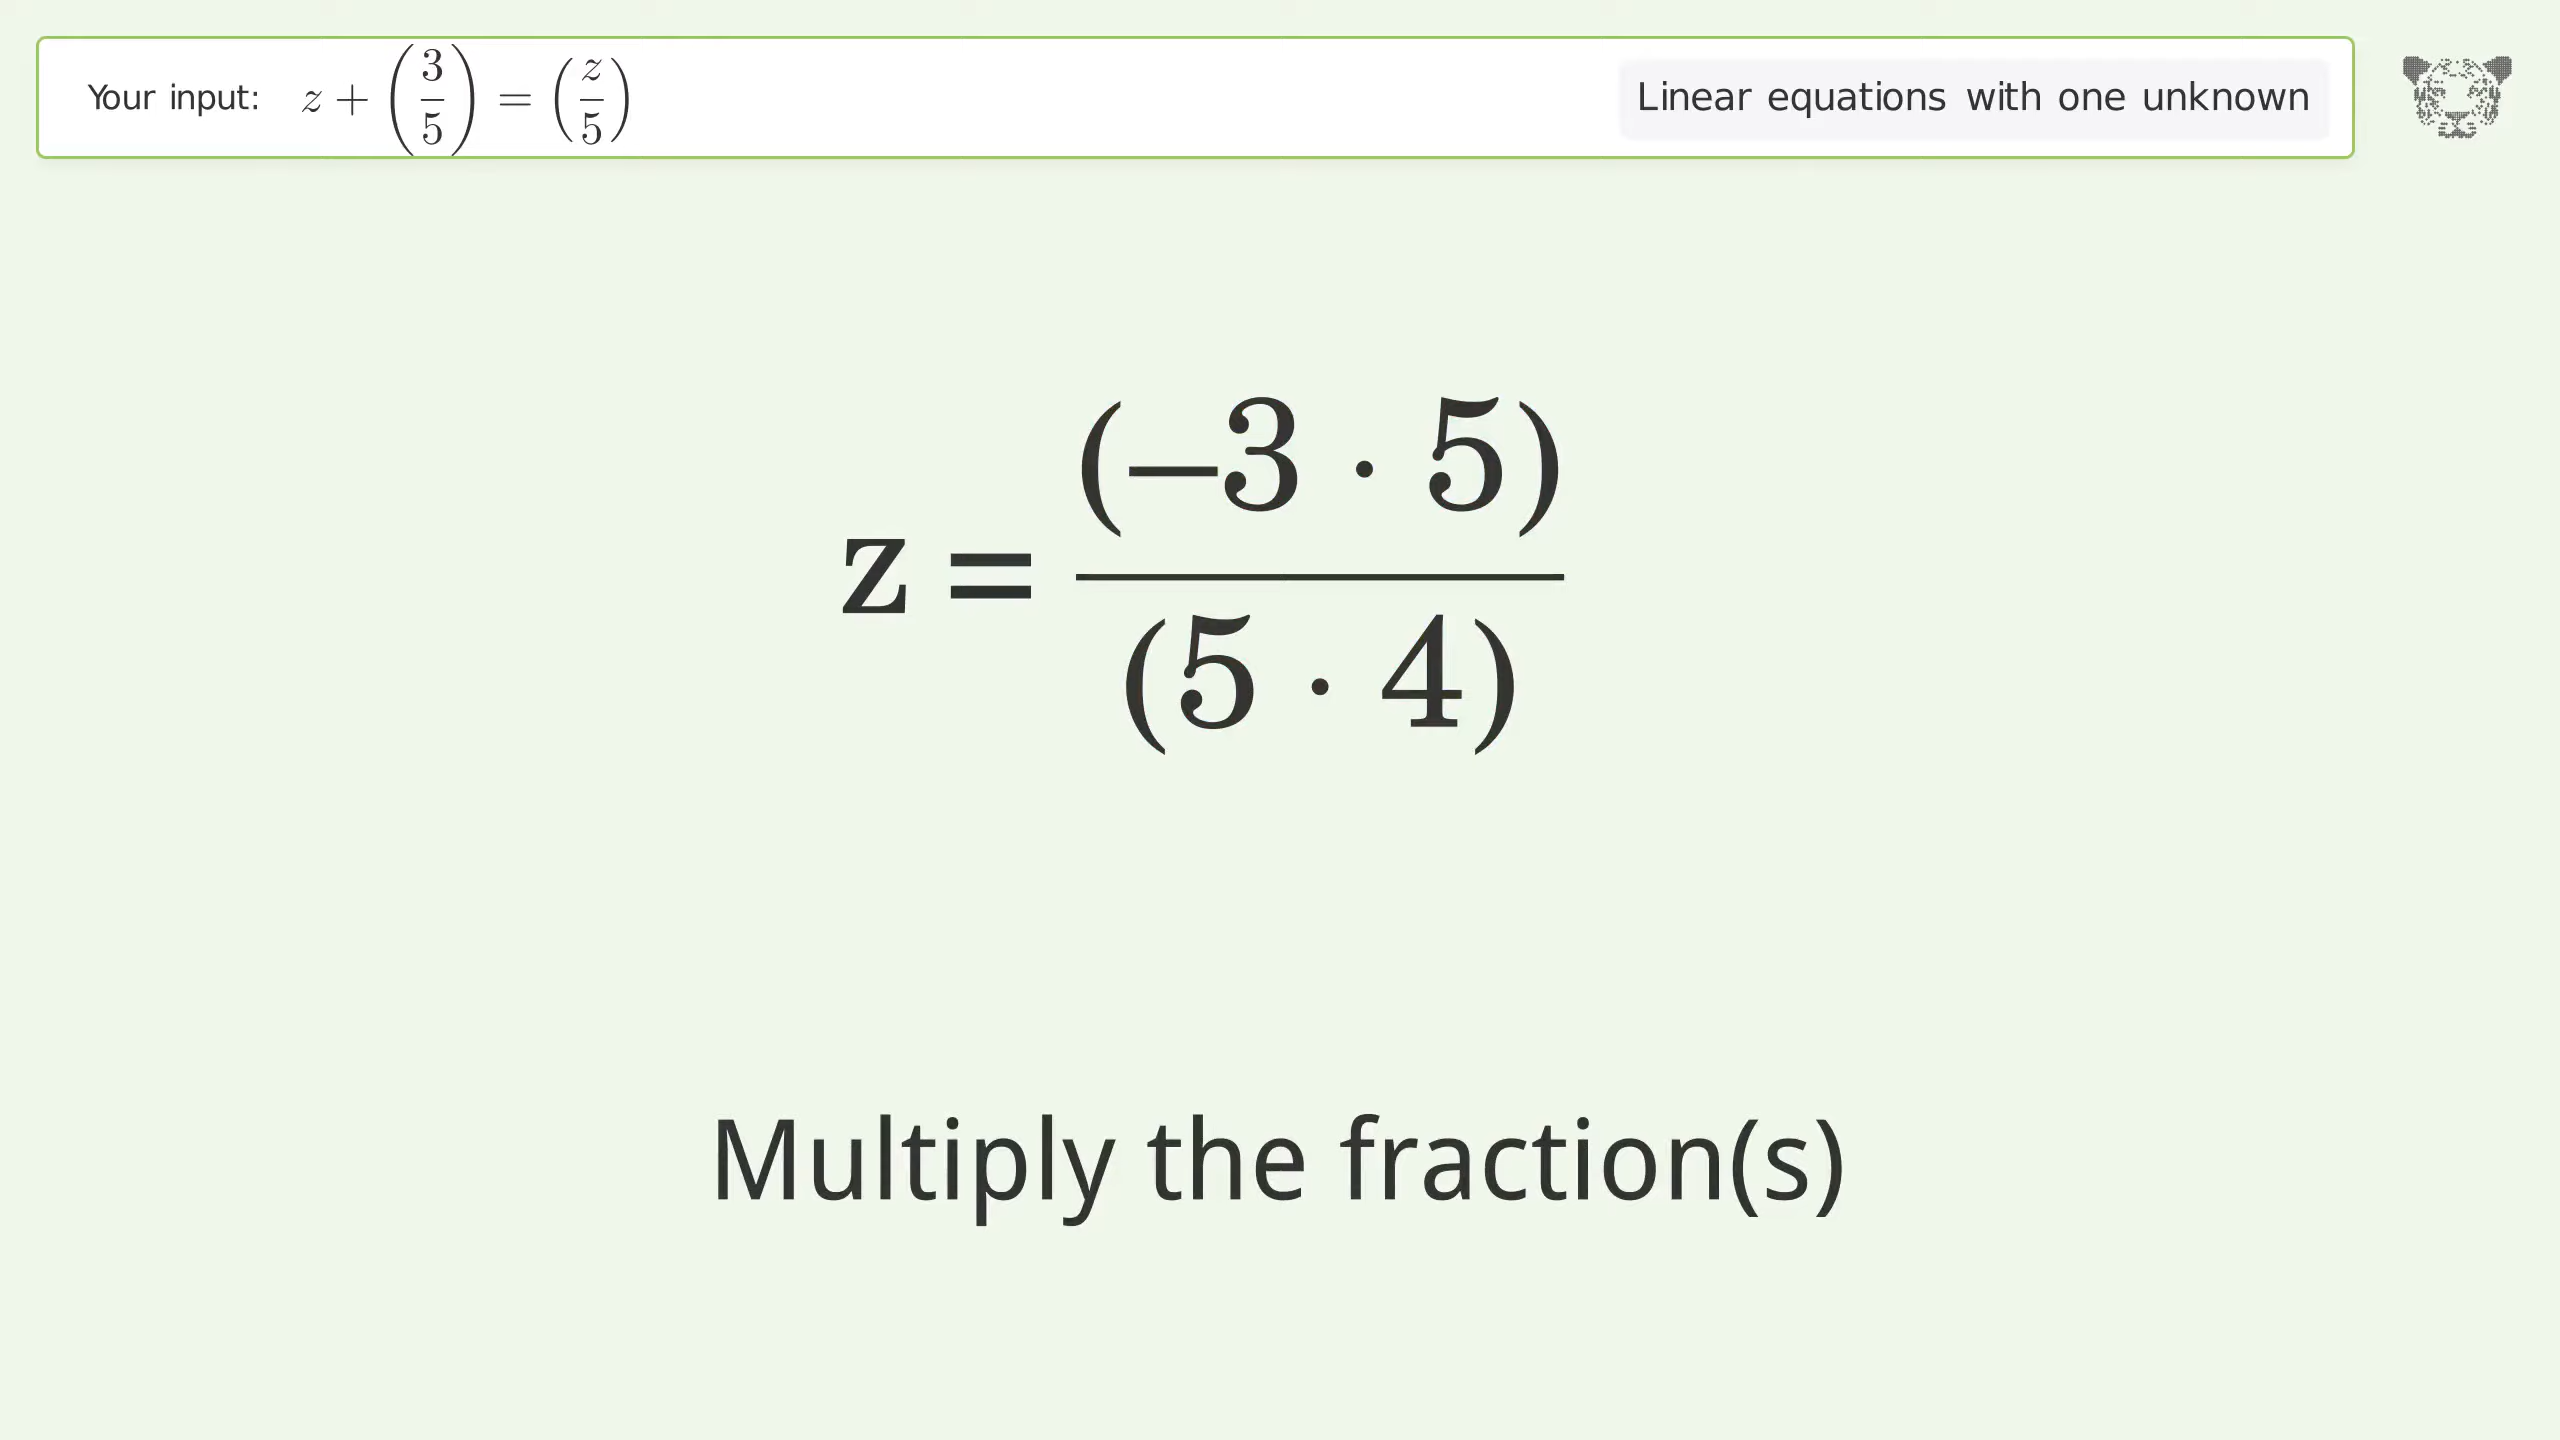 Your input: z + (3/5) = (z/5)
Linear equations with one unknown
z = (–3 · 5)/(5 · 4)
Multiply the fraction(s)